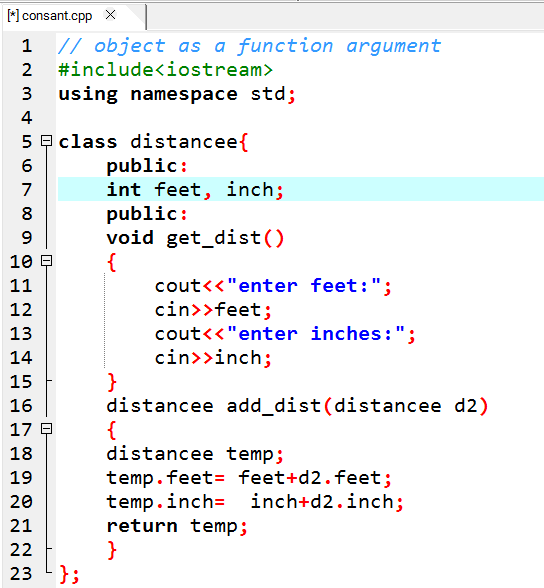 [*] consant.cpp ×
1 // object as a function argument
2 #include<iostream>
3 using namespace std;
4
5 class distancee{
6 public:
7 int feet, inch;
8 public:
9 void get_dist()
10 {
11 cout<<"enter feet:";
12 cin>>feet;
13 cout<<"enter inches:";
14 cin>>inch;
15 }
16 distancee add_dist(distancee d2)
17 {
18 distancee temp;
19 temp.feet= feet+d2.feet;
20 temp.inch=  inch+d2.inch;
21 return temp;
22 }
23 };